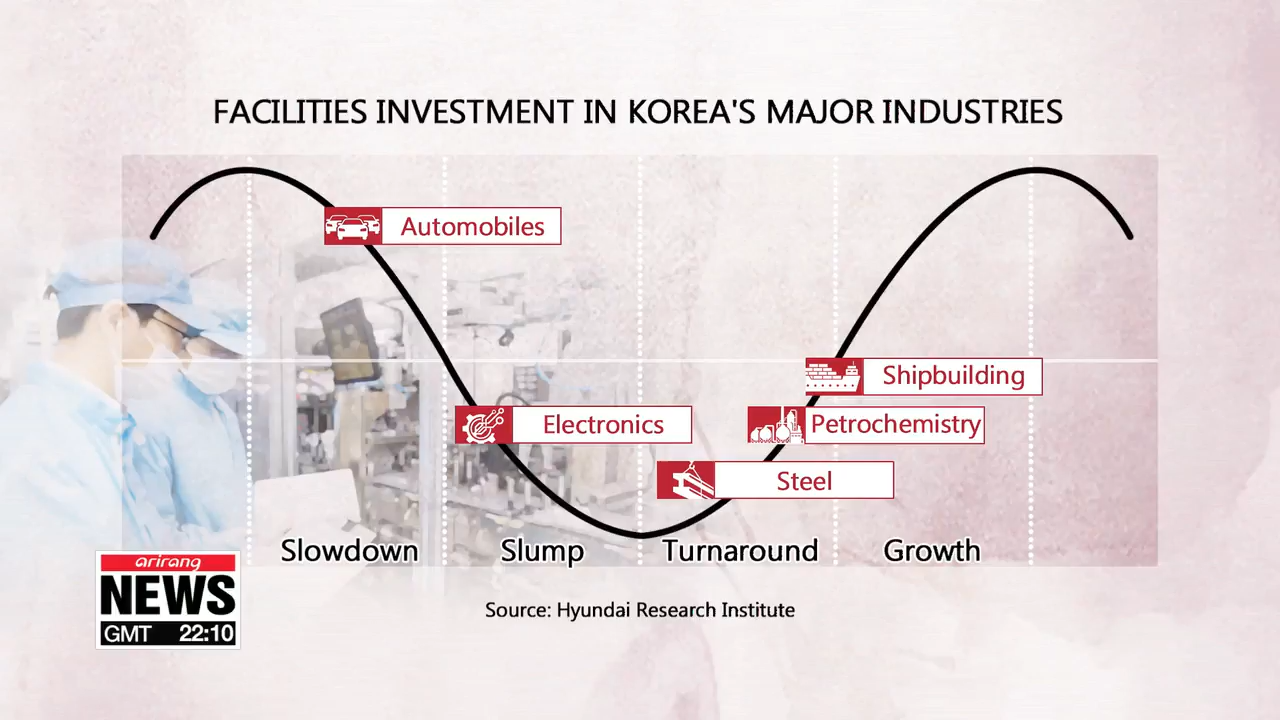 FACILITIES INVESTMENT IN KOREA'S MAJOR INDUSTRIES
Automobiles
Shipbuilding
Electronics
Petrochemistry
Steel
Slowdown
Slump
Turnaround
Growth
arirang
NEWS
GMT 22:10
Source: Hyundai Research Institute